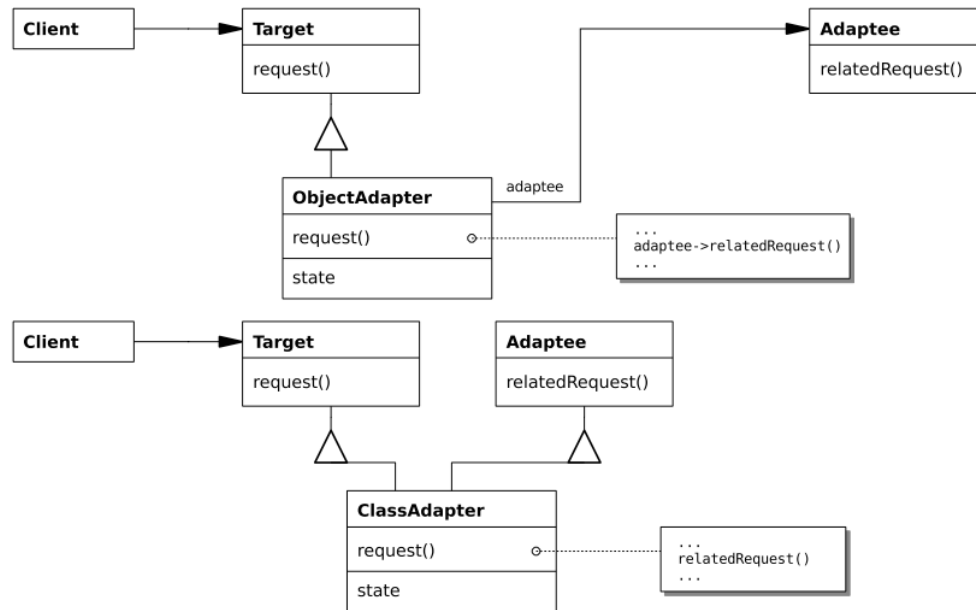 Client
Target
request()
Adaptee
relatedRequest()
ObjectAdapter
request()
state
adaptee
...
adaptee->relatedRequest()
...
Client
Target
request()
Adaptee
relatedRequest()
ClassAdapter
request()
state
...
relatedRequest()
...